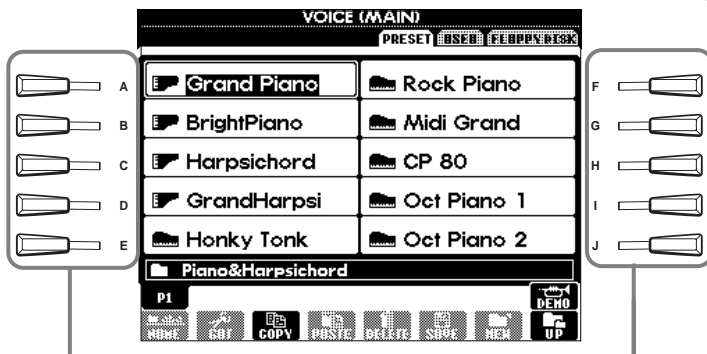 VOICE (MAIN)
PRESET USER FLOPPY DISK
A Grand Piano Rock Piano F
B BrightPiano Midi Grand G
C Harpsichord CP 80 H
D GrandHarpsi Oct Piano 1 I
E Honky Tonk Oct Piano 2 J
Piano&Harpsichord
P1 DEMO
NAME CUT COPY PASTE DELETE SAVE NEW UP